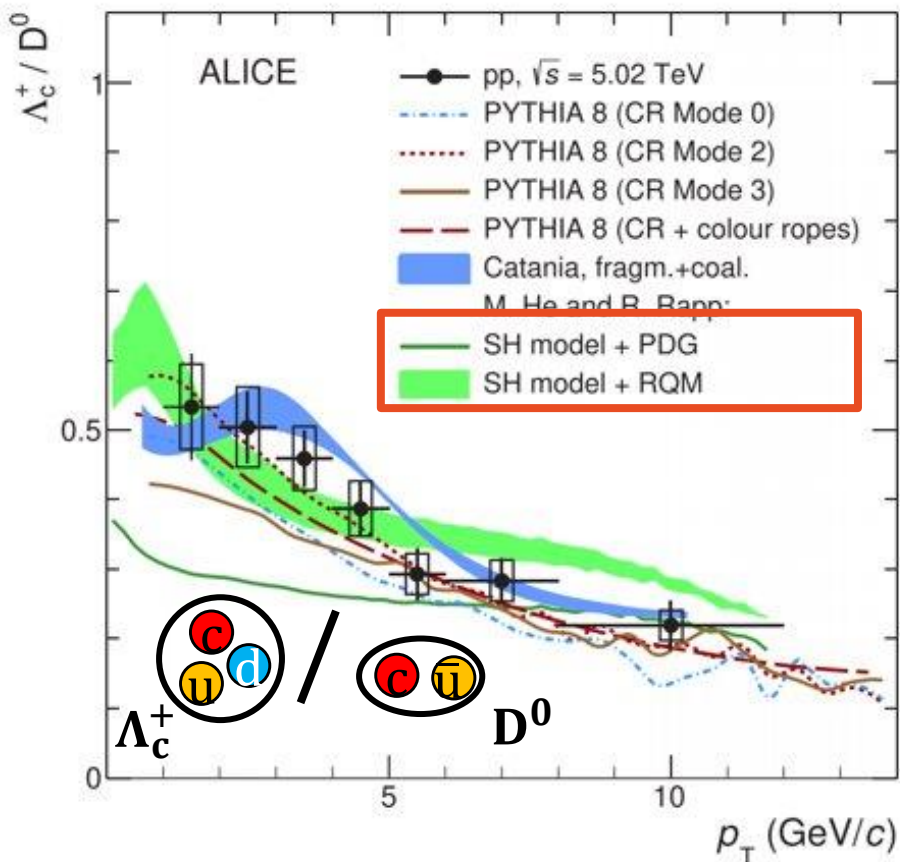 Λc+ / D0
1
0.5
0
ALICE
pp, √s = 5.02 TeV
PYTHIA 8 (CR Mode 0)
PYTHIA 8 (CR Mode 2)
PYTHIA 8 (CR Mode 3)
PYTHIA 8 (CR + colour ropes)
Catania, fragm.+coal.
M. He and R. Rapp:
SH model + PDG
SH model + RQM
c
u d
/
c ū
Λc+
D0
5
10
pT (GeV/c)